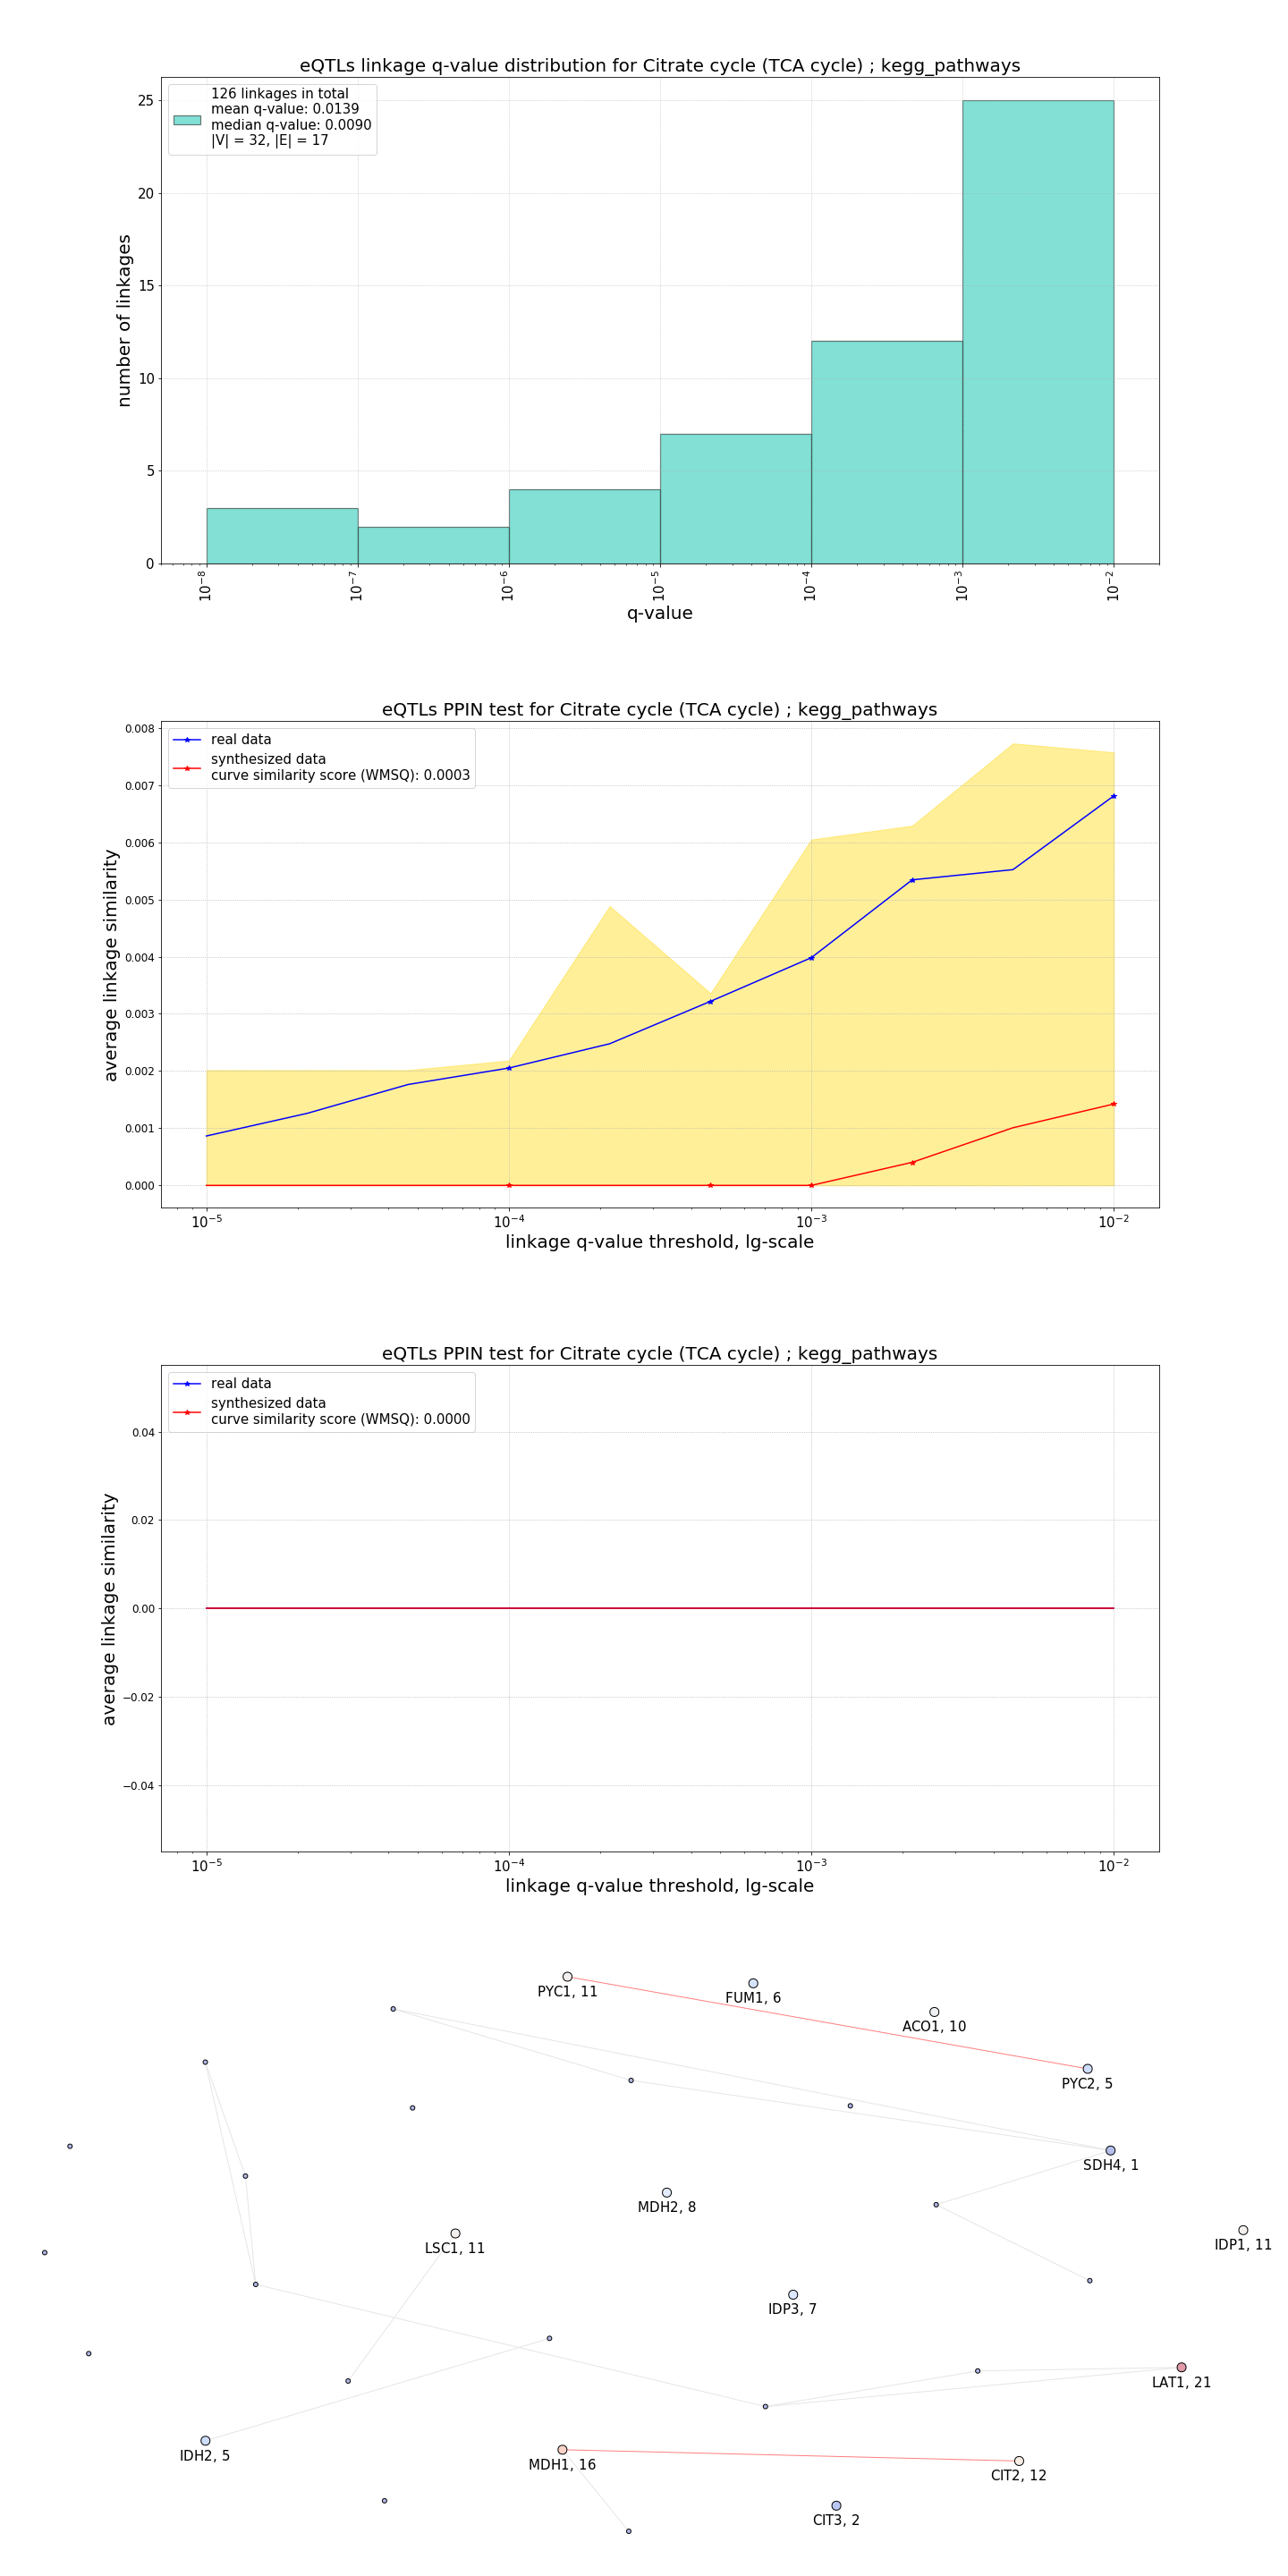 eQTLs linkage q-value distribution for Citrate cycle (TCA cycle) ; kegg_pathways
126 linkages in total
mean q-value: 0.0139
median q-value: 0.0090
|V| = 32, |E| = 17
number of linkages
25
20
15
10
5
0
10⁻⁸ 10⁻⁷ 10⁻⁶ 10⁻⁵ 10⁻⁴ 10⁻³ 10⁻²
q-value
eQTLs PPIN test for Citrate cycle (TCA cycle) ; kegg_pathways
real data
synthesized data
curve similarity score (WMSQ): 0.0003
average linkage similarity
0.008
0.007
0.006
0.005
0.004
0.003
0.002
0.001
0.000
10⁻⁵ 10⁻⁴ 10⁻³ 10⁻²
linkage q-value threshold, lg-scale
eQTLs PPIN test for Citrate cycle (TCA cycle) ; kegg_pathways
real data
synthesized data
curve similarity score (WMSQ): 0.0000
average linkage similarity
0.04
0.02
0.00
−0.02
−0.04
10⁻⁵ 10⁻⁴ 10⁻³ 10⁻²
linkage q-value threshold, lg-scale
PYC1, 11
FUM1, 6
ACO1, 10
PYC2, 5
SDH4, 1
MDH2, 8
IDP1, 11
LSC1, 11
IDP3, 7
LAT1, 21
IDH2, 5
MDH1, 16
CIT2, 12
CIT3, 2